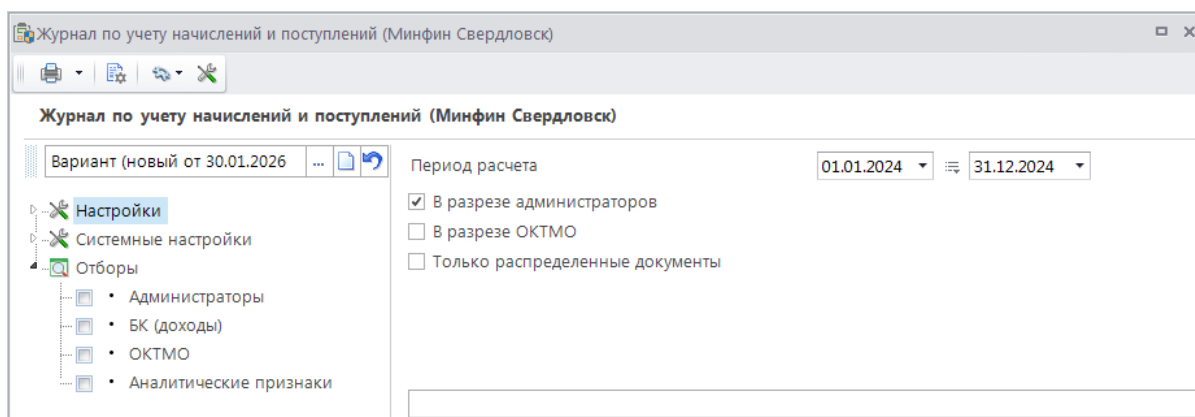 Журнал по учету начислений и поступлений (Минфин Свердловск)
Журнал по учету начислений и поступлений (Минфин Свердловск)
Вариант (новый от 30.01.2026 ...
Период расчета 01.01.2024 31.12.2024
В разрезе администраторов
В разрезе ОКТМО
Только распределенные документы
Настройки
Системные настройки
Отборы
• Администраторы
• БК (доходы)
• ОКТМО
• Аналитические признаки